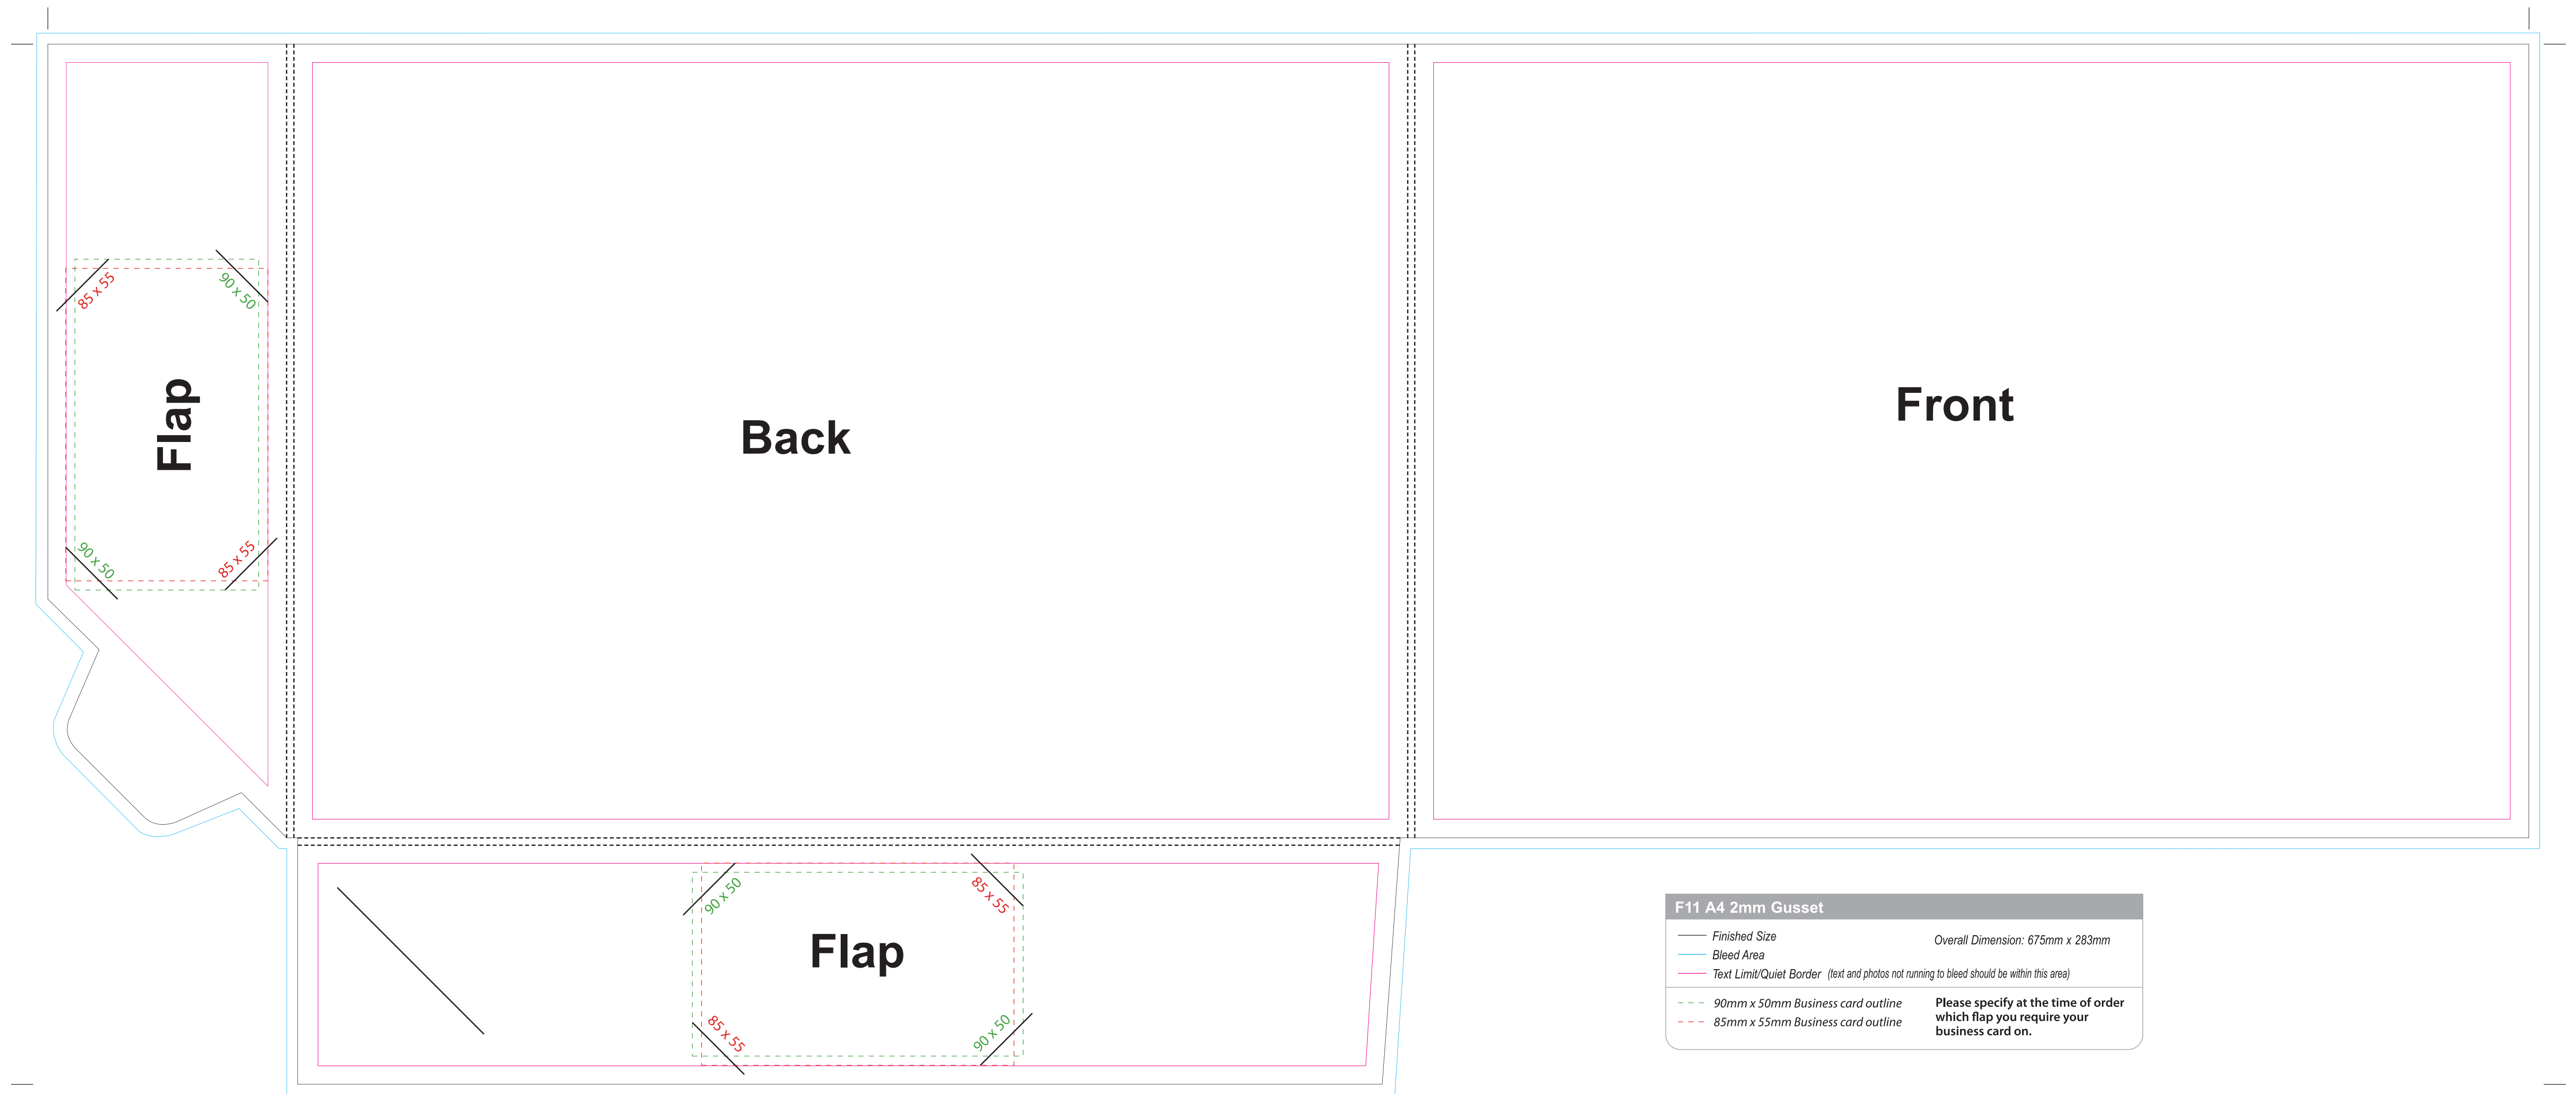 85 x 55
90 x 50
Flap
90 x 50
85 x 55
Back
Front
90 x 50
85 x 55
Flap
85 x 55
90 x 50
F11 A4 2mm Gusset
Finished Size
Overall Dimension: 675mm x 283mm
Bleed Area
Text Limit/Quiet Border (text and photos not running to bleed should be within this area)
90mm x 50mm Business card outline
85mm x 55mm Business card outline
Please specify at the time of order
which flap you require your
business card on.